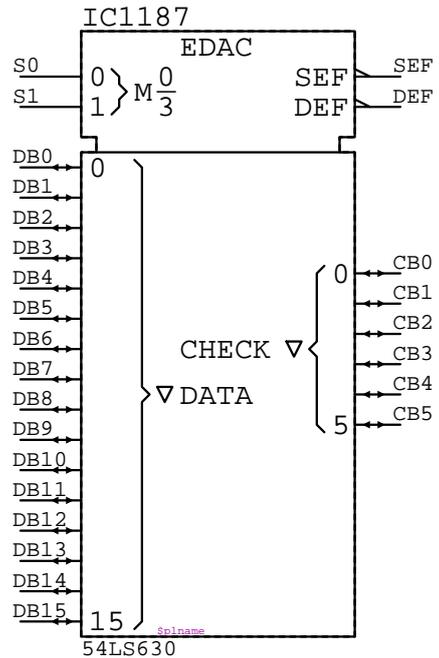 IC1187
EDAC
S0
0
M 0/3
SEF
SEF
S1
1
DEF
DEF
DB0
0
DB1
DB2
DB3
DB4
DB5
DB6
DB7
DB8
DB9
DB10
DB11
DB12
DB13
DB14
DB15
15
▽ DATA
CHECK ▽
0
5
CB0
CB1
CB2
CB3
CB4
CB5
$plname
54LS630